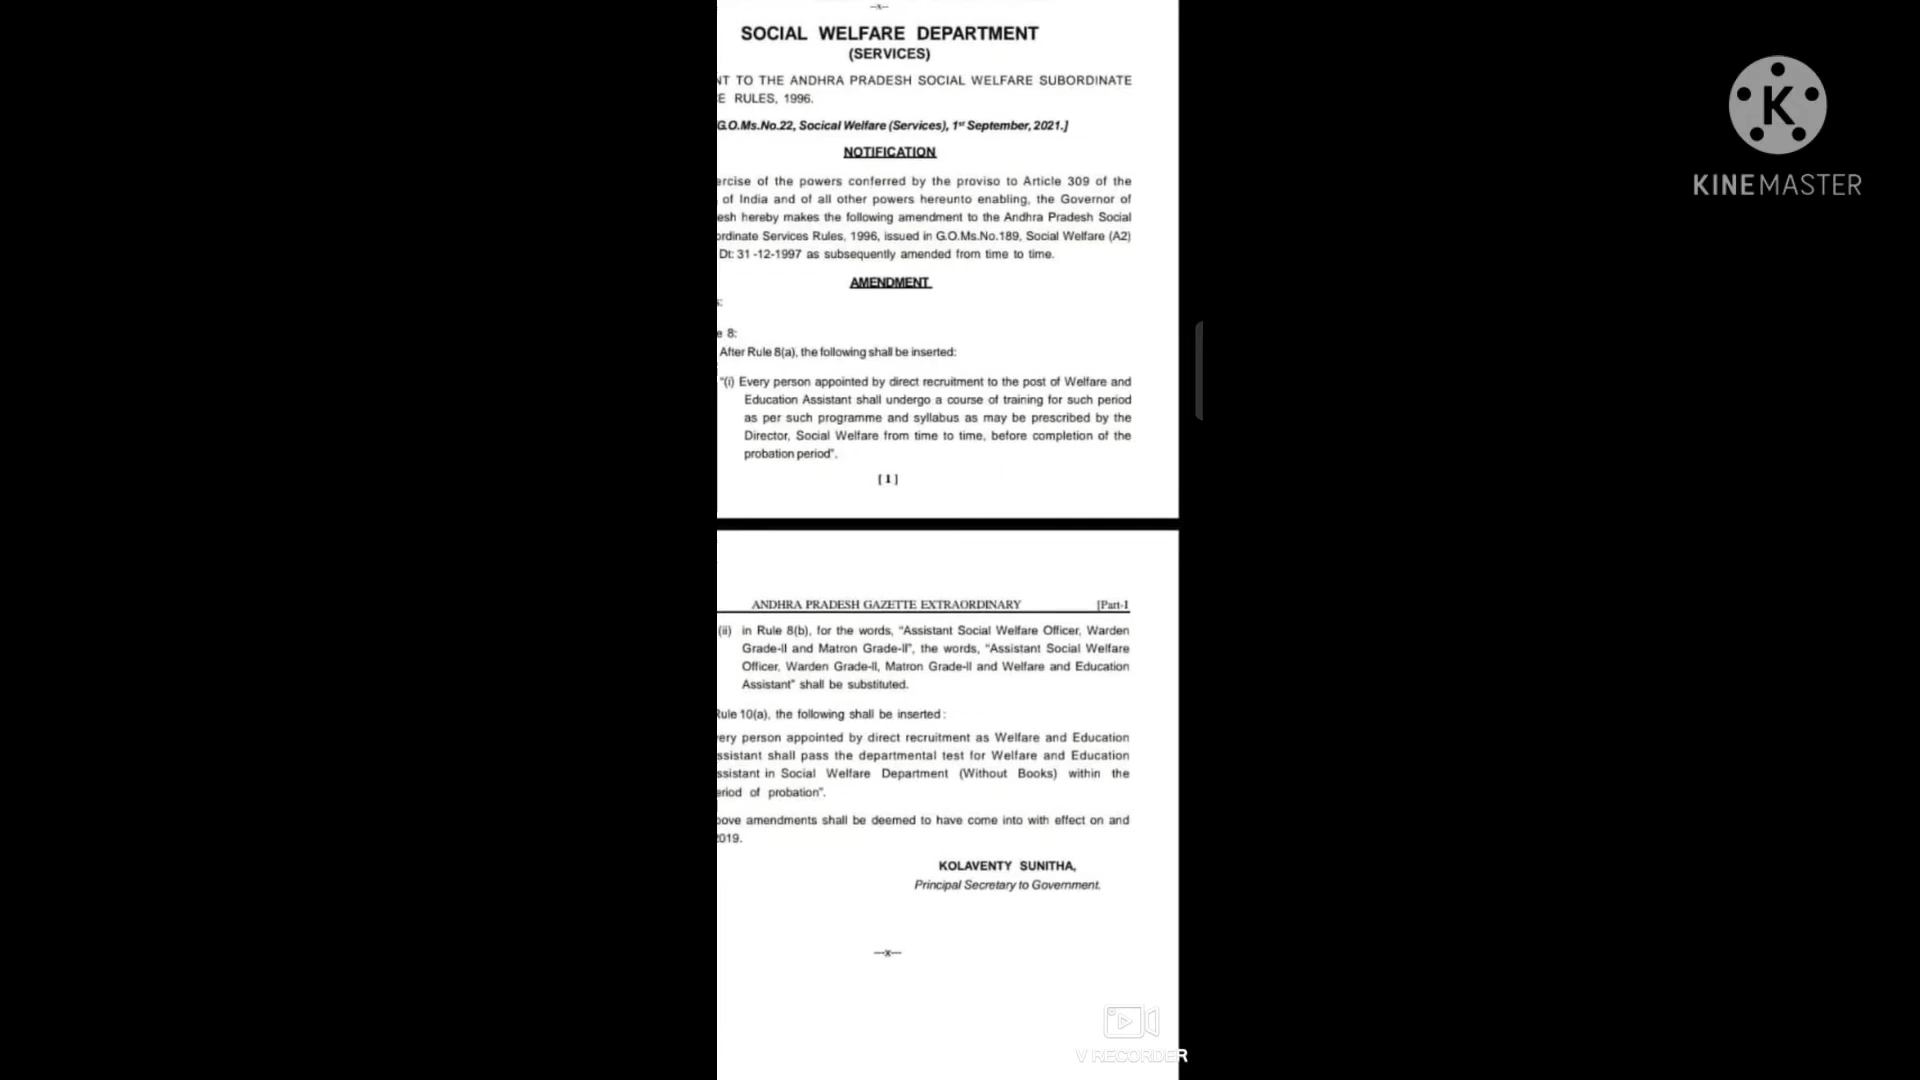 —x—
SOCIAL WELFARE DEPARTMENT
(SERVICES)
NT TO THE ANDHRA PRADESH SOCIAL WELFARE SUBORDINATE
E RULES, 1996.
G.O.Ms.No.22, Socical Welfare (Services), 1st September, 2021.]
NOTIFICATION
ercise of the powers conferred by the proviso to Article 309 of the
of India and of all other powers hereunto enabling, the Governor of
esh hereby makes the following amendment to the Andhra Pradesh Social
ordinate Services Rules, 1996, issued in G.O.Ms.No.189, Social Welfare (A2)
Dt: 31 -12-1997 as subsequently amended from time to time.
AMENDMENT
s:
e 8:
After Rule 8(a), the following shall be inserted:
"(i) Every person appointed by direct recruitment to the post of Welfare and
Education Assistant shall undergo a course of training for such period
as per such programme and syllabus as may be prescribed by the
Director, Social Welfare from time to time, before completion of the
probation period".
[ 1 ]
ANDHRA PRADESH GAZETTE EXTRAORDINARY [Part-I
(ii) in Rule 8(b), for the words, "Assistant Social Welfare Officer, Warden
Grade-II and Matron Grade-II", the words, "Assistant Social Welfare
Officer, Warden Grade-II, Matron Grade-II and Welfare and Education
Assistant" shall be substituted.
Rule 10(a), the following shall be inserted :
very person appointed by direct recruitment as Welfare and Education
ssistant shall pass the departmental test for Welfare and Education
ssistant in Social Welfare Department (Without Books) within the
eriod of probation".
bove amendments shall be deemed to have come into with effect on and
2019.
KOLAVENTY SUNITHA,
Principal Secretary to Government.
—x—
K
KINEMASTER
V RECORDER